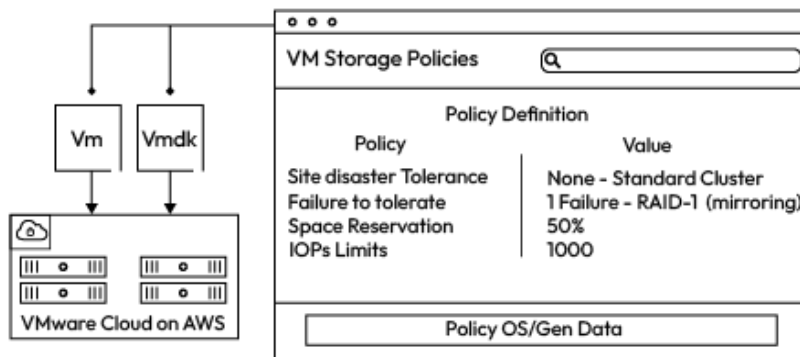 VM Storage Policies
Vm
Vmdk
Policy Definition
Policy Value
Site disaster Tolerance None - Standard Cluster
Failure to tolerate 1 Failure - RAID-1 (mirroring)
Space Reservation 50%
IOPs Limits 1000
VMware Cloud on AWS
Policy OS/Gen Data